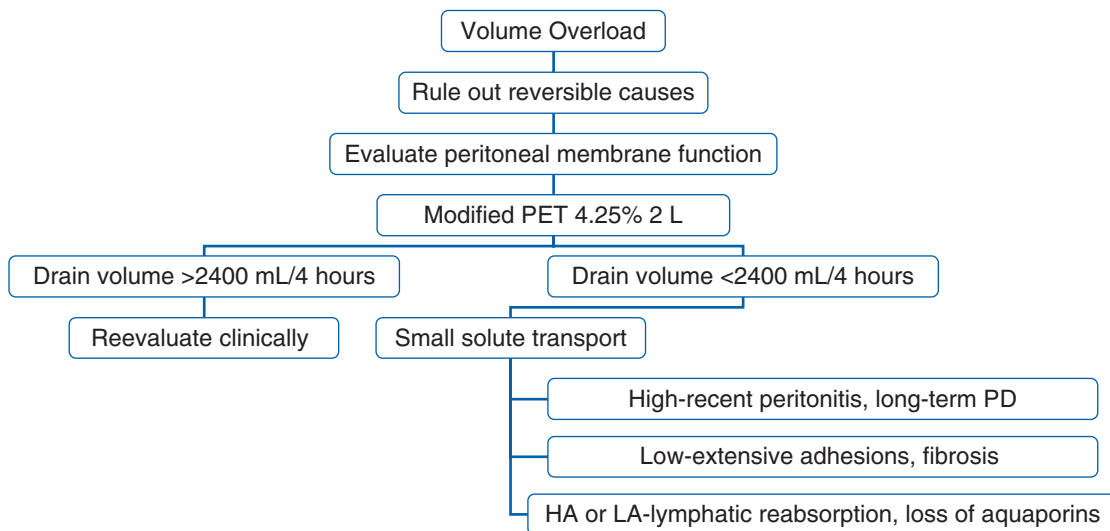 Volume Overload
Rule out reversible causes
Evaluate peritoneal membrane function
Modified PET 4.25% 2 L
Drain volume >2400 mL/4 hours
Drain volume <2400 mL/4 hours
Reevaluate clinically
Small solute transport
High-recent peritonitis, long-term PD
Low-extensive adhesions, fibrosis
HA or LA-lymphatic reabsorption, loss of aquaporins